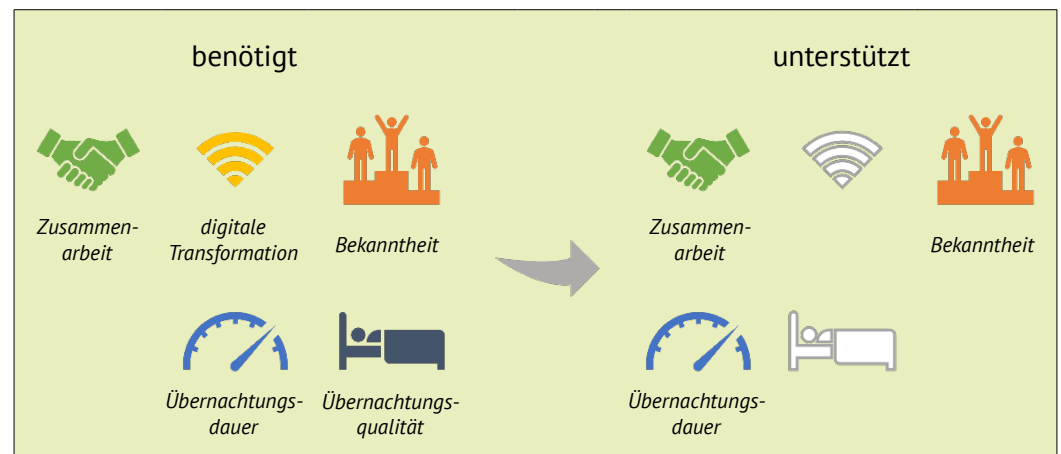 benötigt
unterstützt
Zusammen-
arbeit
digitale
Transformation
Bekanntheit
Zusammen-
arbeit
Bekanntheit
Übernachtungs-
dauer
Übernachtungs-
qualität
Übernachtungs-
dauer